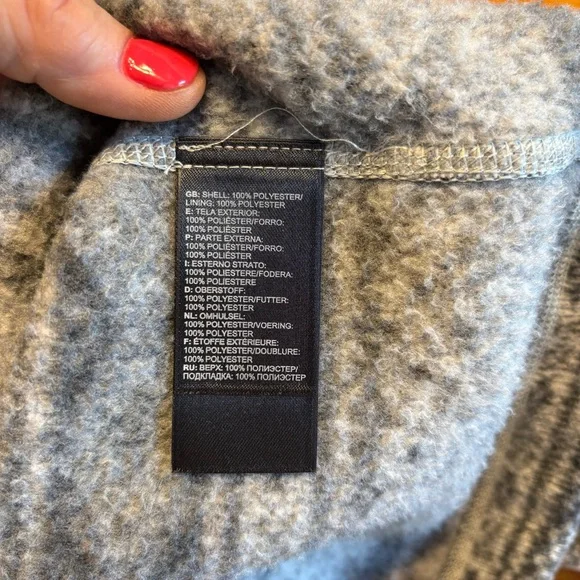 GB: SHELL: 100% POLYESTER/
LINING: 100% POLYESTER
E: TELA EXTERIOR:
100% POLIÉSTER/FORRO:
100% POLIÉSTER
P: PARTE EXTERNA:
100% POLIÉSTER/FORRO:
100% POLIÉSTER
I: ESTERNO STRATO:
100% POLIESTERE/FODERA:
100% POLIESTERE
D: OBERSTOFF:
100% POLYESTER/FUTTER:
100% POLYESTER
NL: OMHULSEL:
100% POLYESTER/VOERING:
100% POLYESTER
F: ÉTOFFE EXTÉRIEURE:
100% POLYESTER/DOUBLURE:
100% POLYESTER
RU: ВЕРХ: 100% ПОЛИЭСТЕР/
ПОДКЛАДКА: 100% ПОЛИЭСТЕР